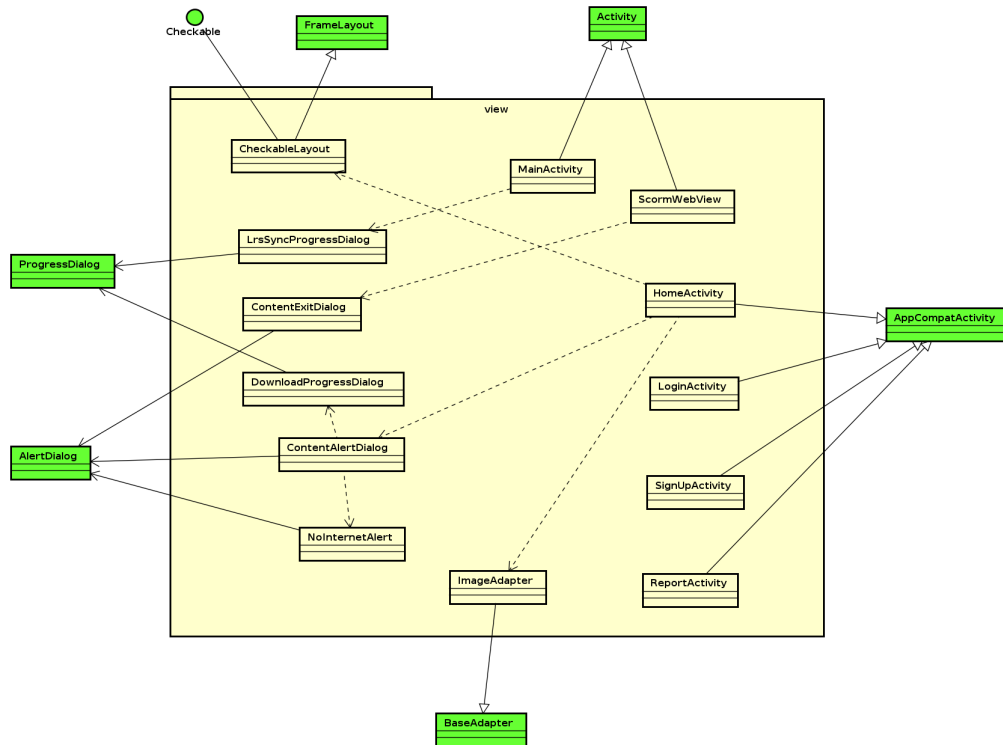 Activity
FrameLayout
Checkable
view
CheckableLayout
MainActivity
ScormWebView
LrsSyncProgressDialog
ProgressDialog
HomeActivity
ContentExitDialog
AppCompatActivity
DownloadProgressDialog
LoginActivity
ContentAlertDialog
AlertDialog
SignUpActivity
NoInternetAlert
ImageAdapter
ReportActivity
BaseAdapter